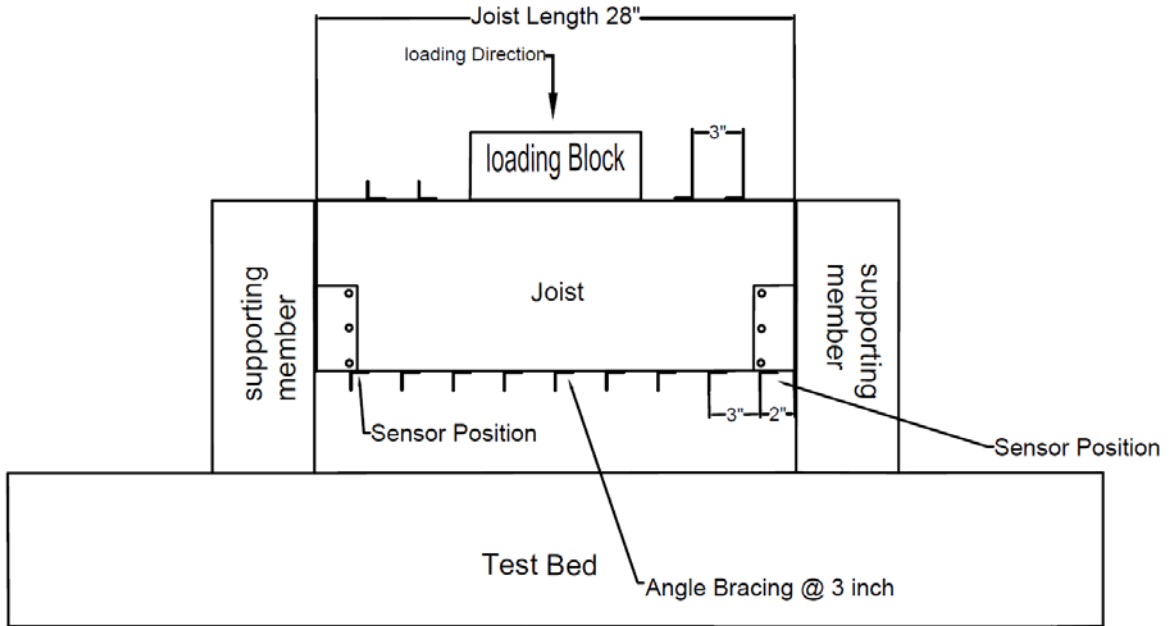 Joist Length 28"
loading Direction
3"
loading Block
supporting
member
Joist
supporting
member
3"
2"
Sensor Position
Sensor Position
Test Bed
Angle Bracing @ 3 inch